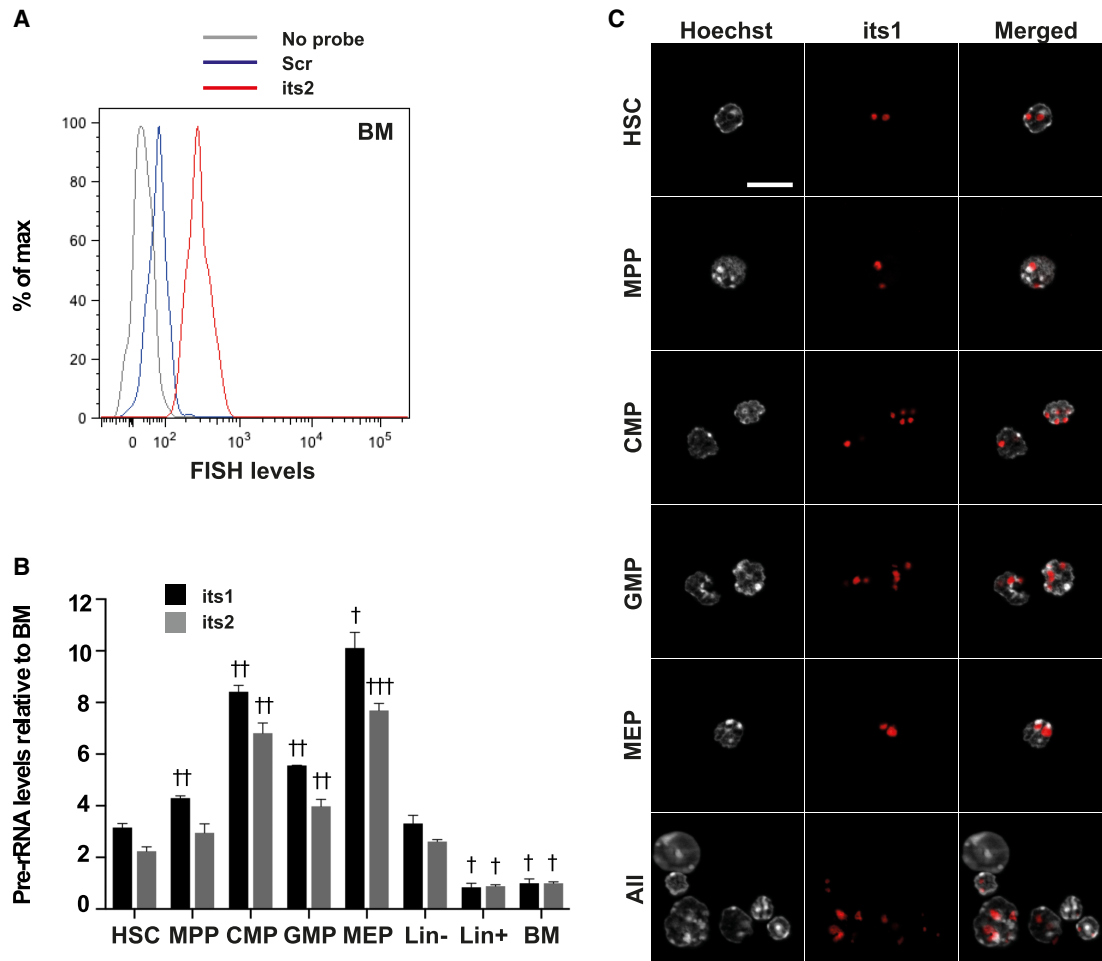 A
No probe
Scr
its2
BM
100
80
60
40
20
0
% of max
0 10² 10³ 10⁴ 10⁵
FISH levels
B
its1
its2
12
10
8
6
4
2
0
Pre-rRNA levels relative to BM
††
††
††
††
††
†
†††
† †
† †
HSC MPP CMP GMP MEP Lin- Lin+ BM
C
Hoechst its1 Merged
HSC
MPP
CMP
GMP
MEP
All